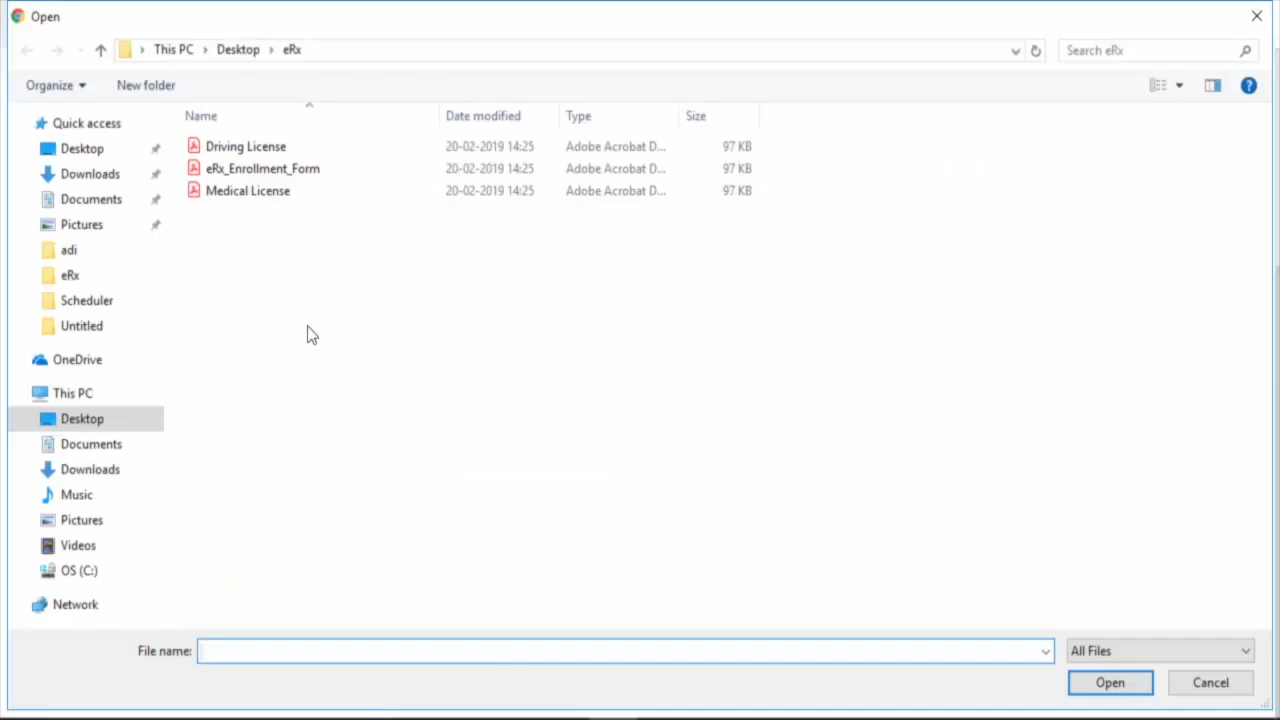 Open
This PC > Desktop > eRx
Search eRx
Organize
New folder
Name
Date modified
Type
Size
Driving License 20-02-2019 14:25 Adobe Acrobat D... 97 KB
eRx_Enrollment_Form 20-02-2019 14:25 Adobe Acrobat D... 97 KB
Medical License 20-02-2019 14:25 Adobe Acrobat D... 97 KB
Quick access
Desktop
Downloads
Documents
Pictures
adi
eRx
Scheduler
Untitled
OneDrive
This PC
Desktop
Documents
Downloads
Music
Pictures
Videos
OS (C:)
Network
File name:
All Files
Open
Cancel